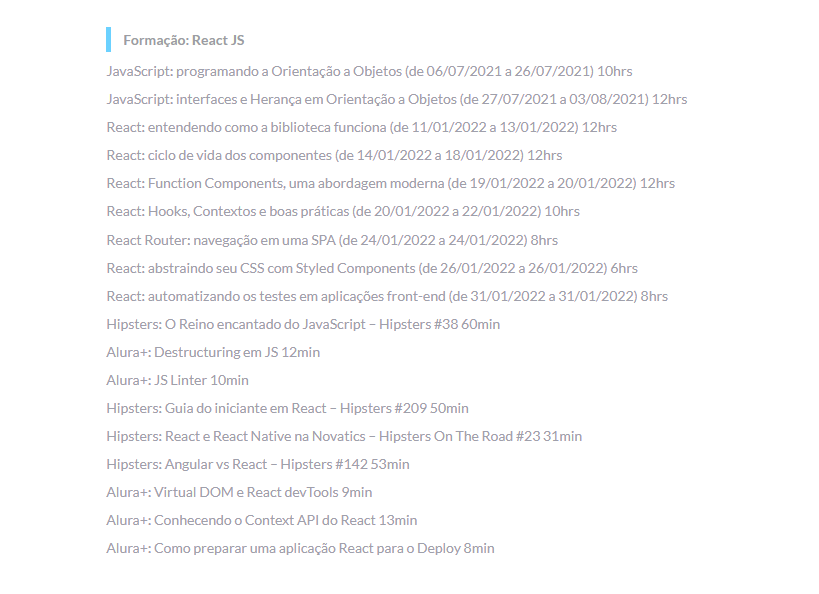 Formação: React JS
JavaScript: programando a Orientação a Objetos (de 06/07/2021 a 26/07/2021) 10hrs
JavaScript: interfaces e Herança em Orientação a Objetos (de 27/07/2021 a 03/08/2021) 12hrs
React: entendendo como a biblioteca funciona (de 11/01/2022 a 13/01/2022) 12hrs
React: ciclo de vida dos componentes (de 14/01/2022 a 18/01/2022) 12hrs
React: Function Components, uma abordagem moderna (de 19/01/2022 a 20/01/2022) 12hrs
React: Hooks, Contextos e boas práticas (de 20/01/2022 a 22/01/2022) 10hrs
React Router: navegação em uma SPA (de 24/01/2022 a 24/01/2022) 8hrs
React: abstraindo seu CSS com Styled Components (de 26/01/2022 a 26/01/2022) 6hrs
React: automatizando os testes em aplicações front-end (de 31/01/2022 a 31/01/2022) 8hrs
Hipsters: O Reino encantado do JavaScript – Hipsters #38 60min
Alura+: Destructuring em JS 12min
Alura+: JS Linter 10min
Hipsters: Guia do iniciante em React – Hipsters #209 50min
Hipsters: React e React Native na Novatics – Hipsters On The Road #23 31min
Hipsters: Angular vs React – Hipsters #142 53min
Alura+: Virtual DOM e React devTools 9min
Alura+: Conhecendo o Context API do React 13min
Alura+: Como preparar uma aplicação React para o Deploy 8min